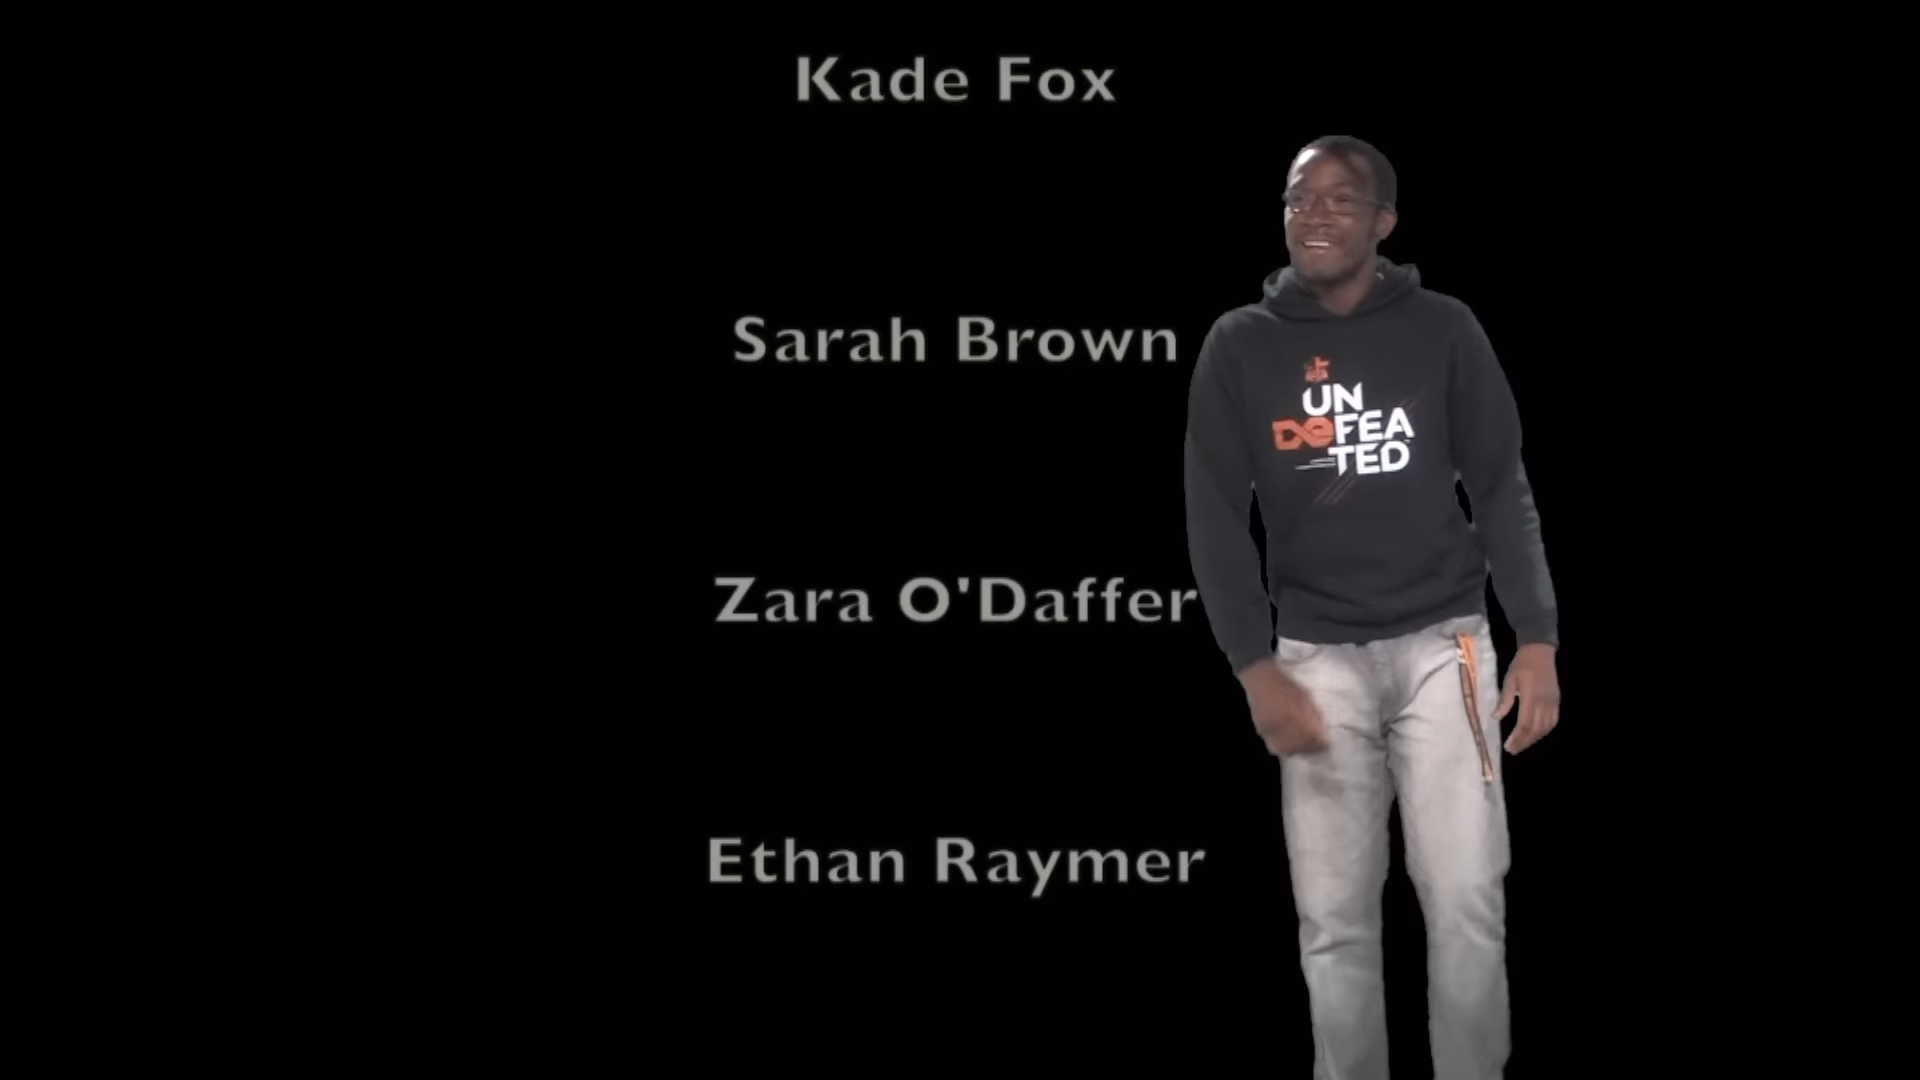 Kade Fox
Sarah Brown
UN
DeFEA
TED
Zara O'Daffer
Ethan Raymer